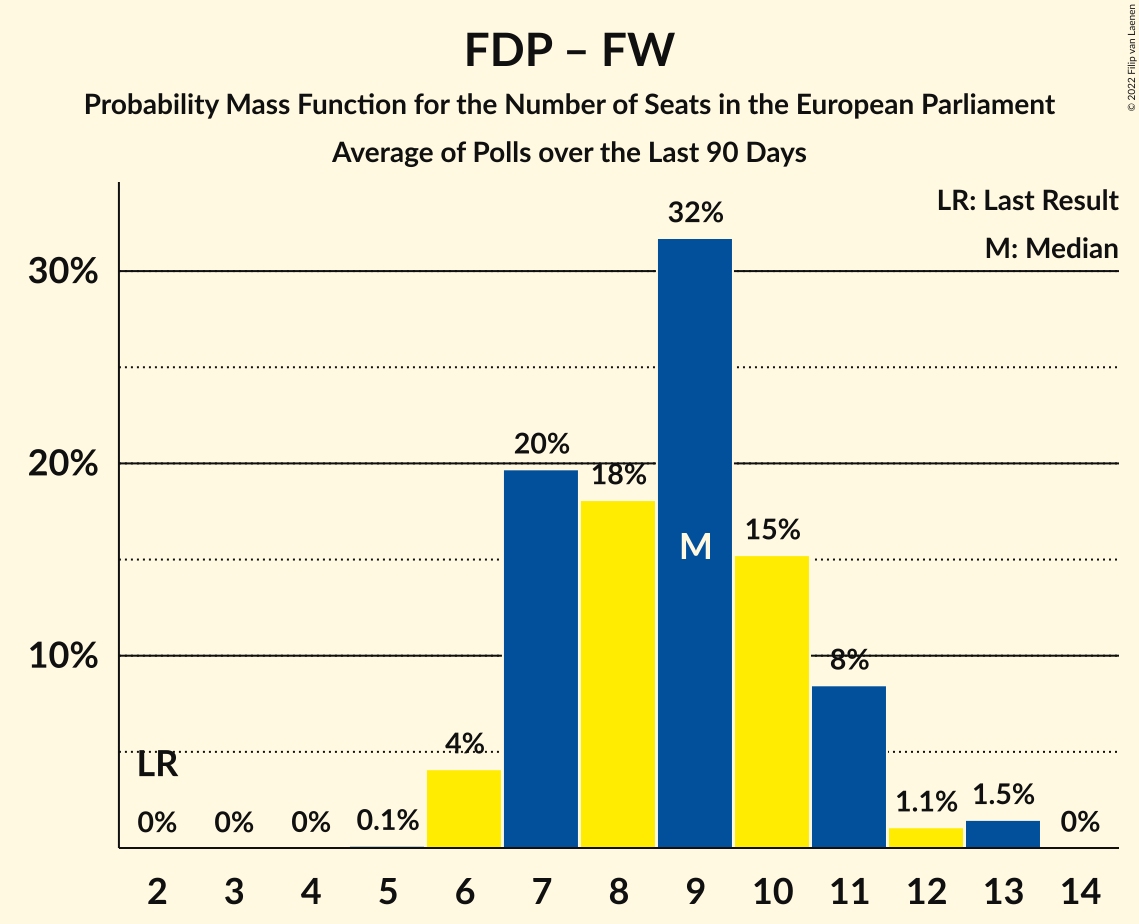 FDP – FW
Probability Mass Function for the Number of Seats in the European Parliament
Average of Polls over the Last 90 Days
© 2022 Filip van Laenen
LR: Last Result
M: Median
32%
30%
20%
20%
18%
M
15%
10%
8%
LR
4%
0%
0%
0%
0.1%
1.1%
1.5%
0%
2 3 4 5 6 7 8 9 10 11 12 13 14